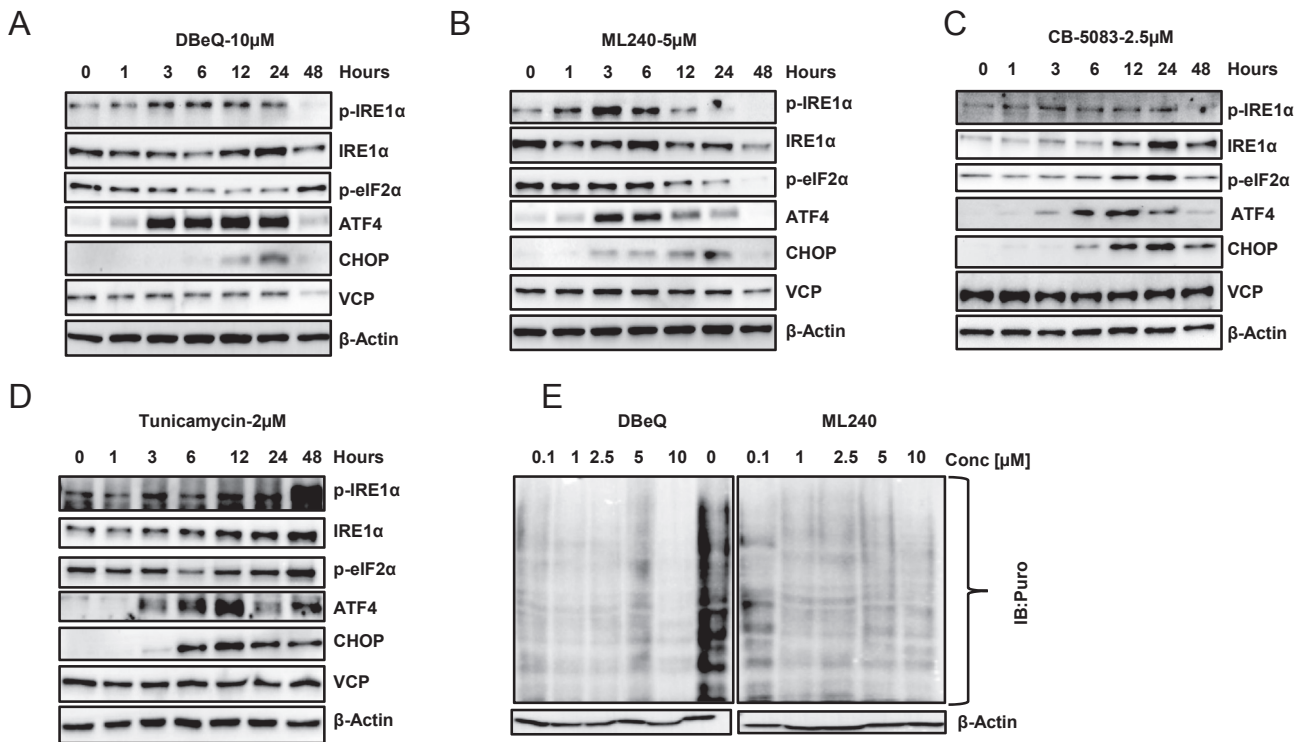 A
DBeQ-10µM
0 1 3 6 12 24 48 Hours
p-IRE1α
IRE1α
p-eIF2α
ATF4
CHOP
VCP
β-Actin
B
ML240-5µM
0 1 3 6 12 24 48 Hours
p-IRE1α
IRE1α
p-eIF2α
ATF4
CHOP
VCP
β-Actin
C
CB-5083-2.5µM
0 1 3 6 12 24 48 Hours
p-IRE1α
IRE1α
p-eIF2α
ATF4
CHOP
VCP
β-Actin
D
Tunicamycin-2µM
0 1 3 6 12 24 48 Hours
p-IRE1α
IRE1α
p-eIF2α
ATF4
CHOP
VCP
β-Actin
E
DBeQ ML240
0.1 1 2.5 5 10 0 0.1 1 2.5 5 10 Conc [µM]
IB:Puro
β-Actin